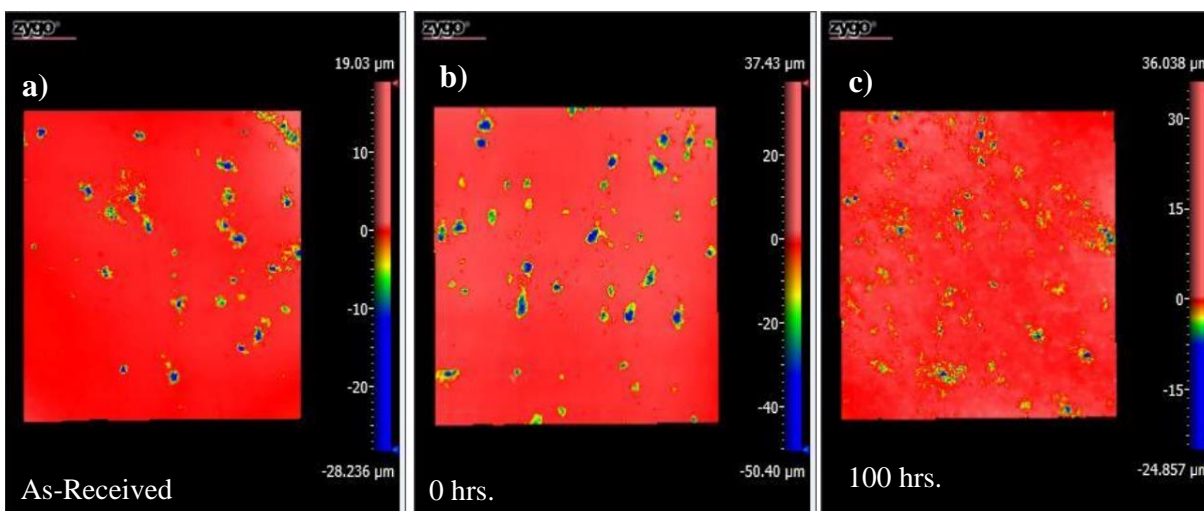 zygo®
19.03 µm
a)
10
0
-10
-20
-28.236 µm
As-Received
zygo®
37.43 µm
b)
20
0
-20
-40
-50.40 µm
0 hrs.
zygo®
36.038 µm
c)
30
15
0
-15
-24.857 µm
100 hrs.